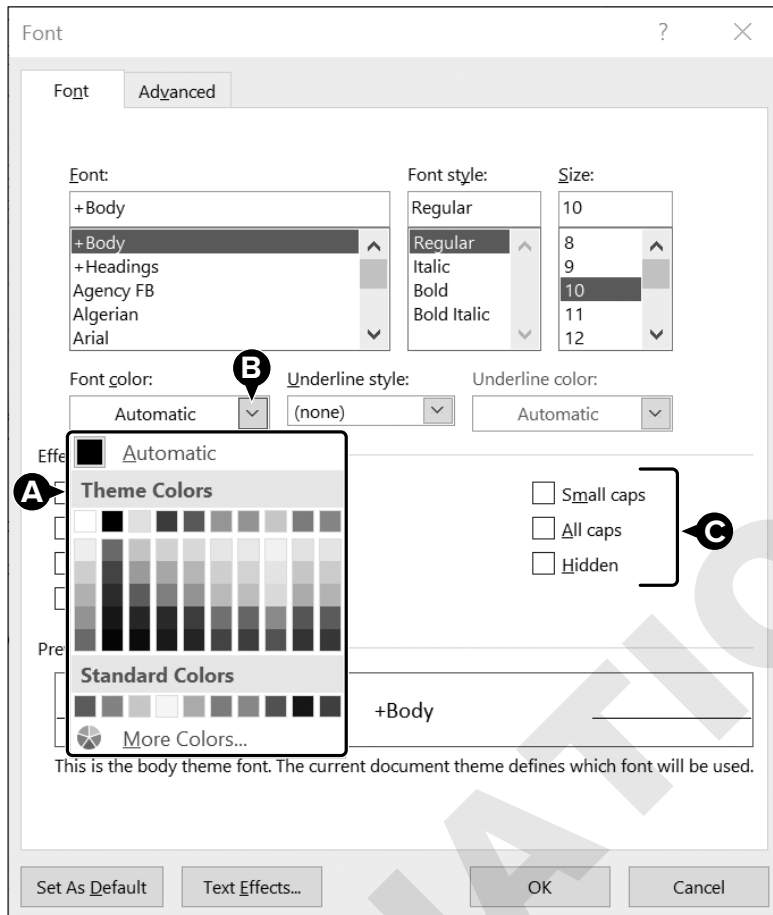 Font ?
Font Advanced
Font: Font style: Size:
+Body Regular 10
+Body Regular 8
+Headings Italic 9
Agency FB Bold 10
Algerian Bold Italic 11
Arial 12
B
Font color: Underline style: Underline color:
Automatic (none) Automatic
Automatic
Effe
A Theme Colors
Small caps
All caps C
Hidden
Pre
Standard Colors
+Body
More Colors...
This is the body theme font. The current document theme defines which font will be used.
Set As Default Text Effects... OK Cancel